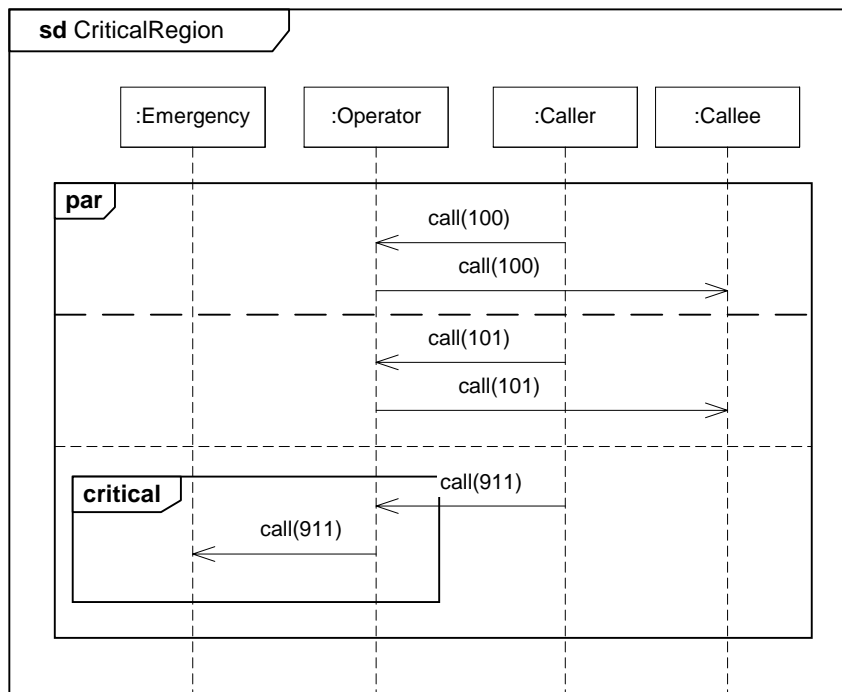 sd CriticalRegion
:Emergency :Operator :Caller :Callee
par
call(100)
call(100)
call(101)
call(101)
critical
call(911)
call(911)